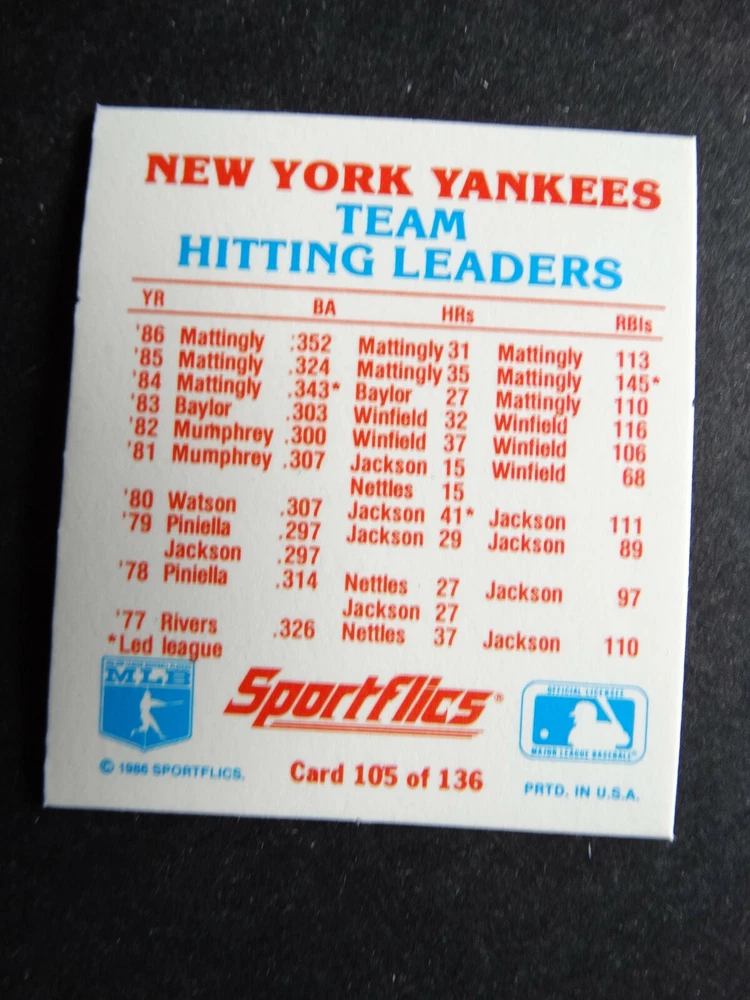 NEW YORK YANKEES
TEAM
HITTING LEADERS
YR BA HRs RBIs
'86 Mattingly .352 Mattingly 31 Mattingly 113
'85 Mattingly .324 Mattingly 35 Mattingly 145*
'84 Mattingly .343* Baylor 27 Mattingly 110
'83 Baylor .303 Winfield 32 Winfield 116
'82 Mumphrey .300 Winfield 37 Winfield 106
'81 Mumphrey .307 Jackson 15 Winfield 68
Nettles 15
'80 Watson .307 Jackson 41* Jackson 111
'79 Piniella .297 Jackson 29 Jackson 89
Jackson .297
'78 Piniella .314 Nettles 27 Jackson 97
Jackson 27
'77 Rivers .326 Nettles 37 Jackson 110
*Led league
MLB
Sportflics®
OFFICIAL LICENSEE
MAJOR LEAGUE BASEBALL
© 1986 SPORTFLICS.
Card 105 of 136
PRTD. IN U.S.A.